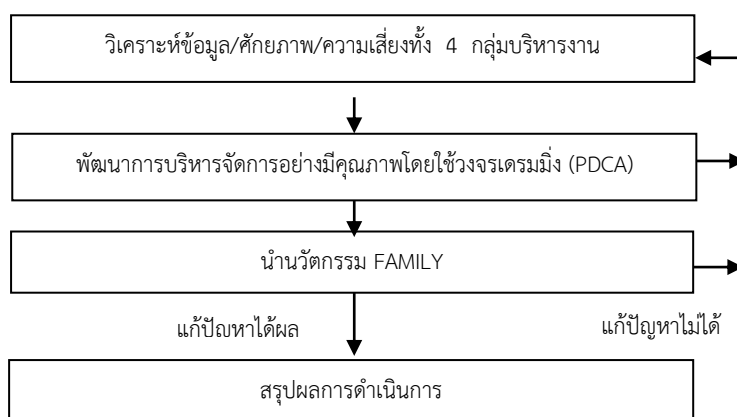 วิเคราะห์ข้อมูล/ศักยภาพ/ความเสี่ยงทั้ง 4 กลุ่มบริหารงาน
พัฒนาการบริหารจัดการอย่างมีคุณภาพโดยใช้วงจรเดรมมิ่ง (PDCA)
นำนวัตกรรม FAMILY
แก้ปัญหาได้ผล
แก้ปัญหาไม่ได้
สรุปผลการดำเนินการ